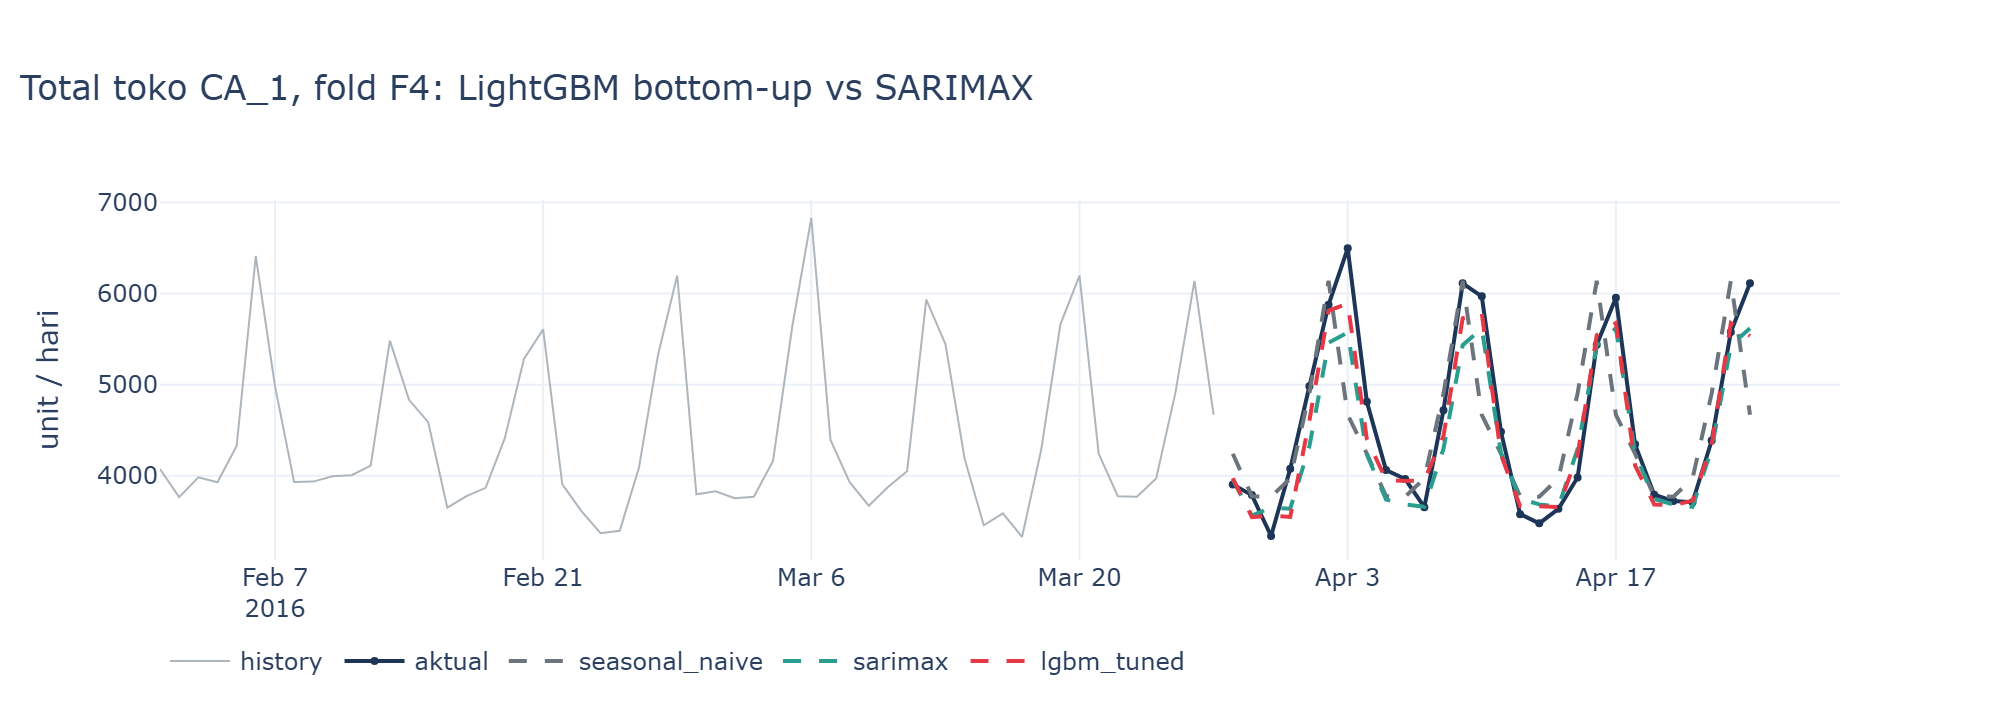 Total toko CA_1, fold F4: LightGBM bottom-up vs SARIMAX
7000
6000
5000
4000
unit / hari
Feb 7
2016
Feb 21
Mar 6
Mar 20
Apr 3
Apr 17
history
aktual
seasonal_naive
sarimax
lgbm_tuned